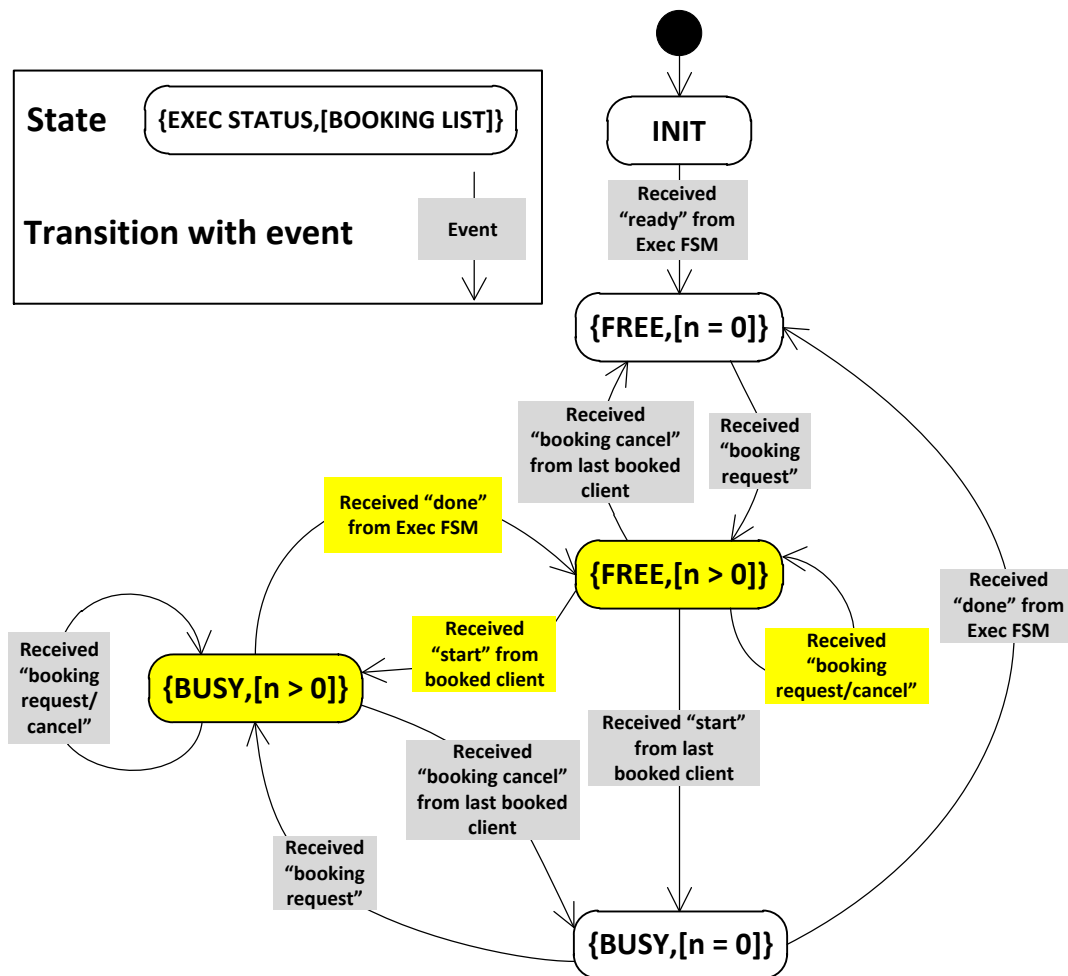 State
{EXEC STATUS,[BOOKING LIST]}
Transition with event
Event
INIT
Received
“ready” from
Exec FSM
{FREE,[n = 0]}
Received
“booking cancel”
from last booked
client
Received
“booking
request”
Received “done”
from Exec FSM
{FREE,[n > 0]}
Received
“done” from
Exec FSM
Received
“start” from
booked client
Received
“booking
request/cancel”
Received
“booking
request/
cancel”
{BUSY,[n > 0]}
Received “start”
from last
booked client
Received
“booking cancel”
from last booked
client
Received
“booking
request”
{BUSY,[n = 0]}